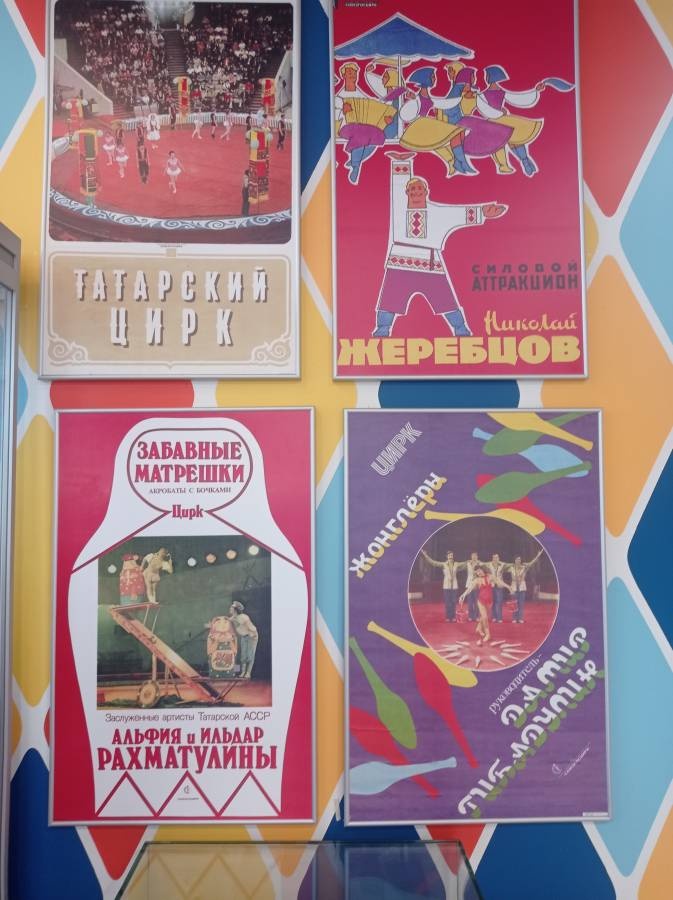 ТАТАРСКИЙ
ЦИРК
СИЛОВОЙ
АТТРАКЦИОН
Николай
ЖЕРЕБЦОВ
ЗАБАВНЫЕ
МАТРЕШКИ
АКРОБАТЫ С БОЧКАМИ
Цирк
Заслуженные артисты Татарской АССР
АЛЬФИЯ и ИЛЬДАР
РАХМАТУЛИНЫ
ЦИРК
ЖОНГЛЁРЫ
РУКОВОДИТЕЛЬ-